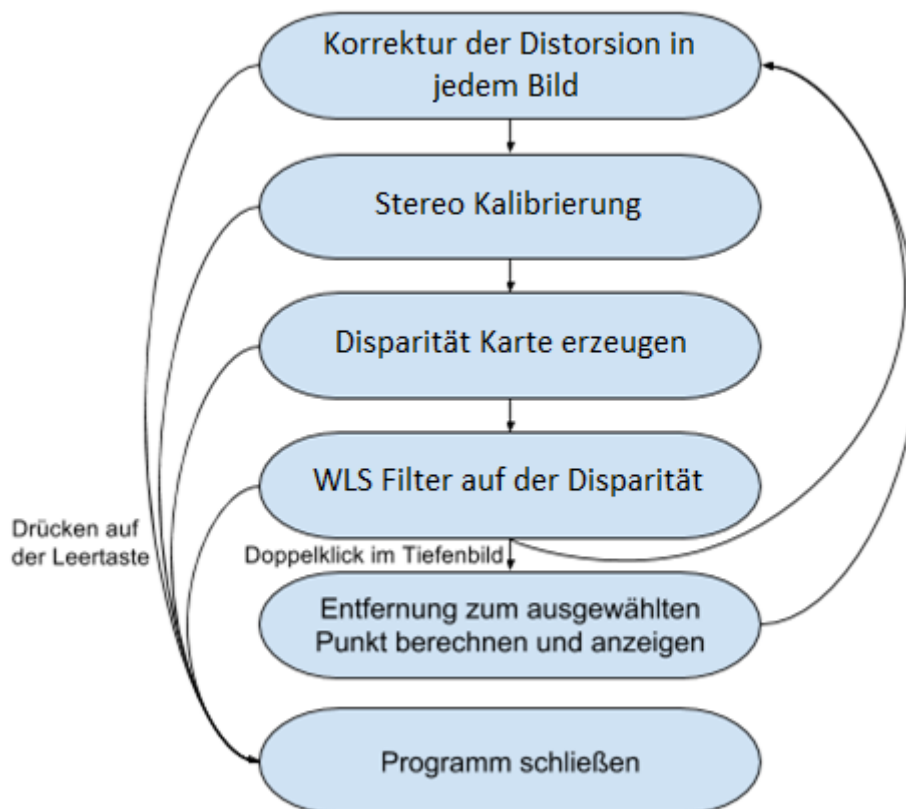 Korrektur der Distorsion in
jedem Bild
Stereo Kalibrierung
Disparität Karte erzeugen
WLS Filter auf der Disparität
Drücken auf
der Leertaste
Doppelklick im Tiefenbild
Entfernung zum ausgewählten
Punkt berechnen und anzeigen
Programm schließen